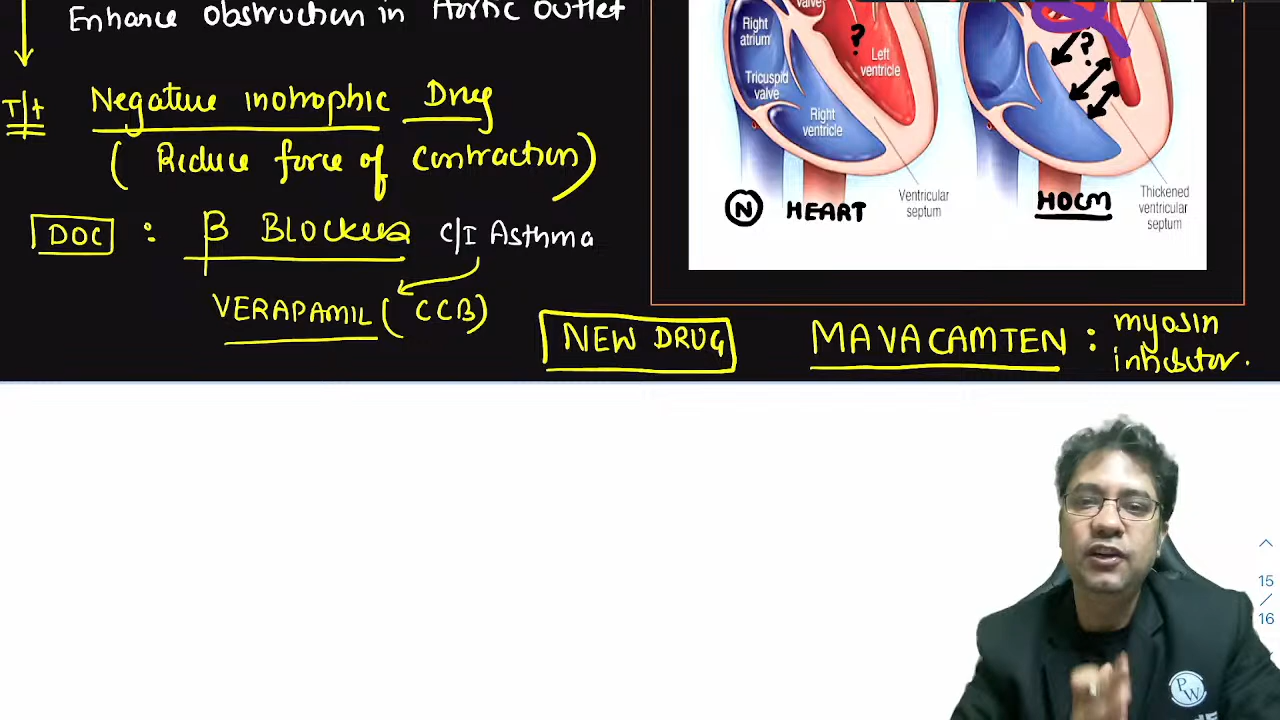 Enhance Obstruction in Aortic Outlet
T/t Negative inotrophic Drug
( Reduce force of Contraction )
DOC : β BLOCKERS C/I Asthma
VERAPAMIL ( CCB )
NEW DRUG MAVACAMTEN : myosin inhibitor.
valve
Right atrium
?
Left ventricle
Tricuspid valve
Right ventricle
Ventricular septum
N HEART
?
HOCM
Thickened ventricular septum
15
/
16
PW